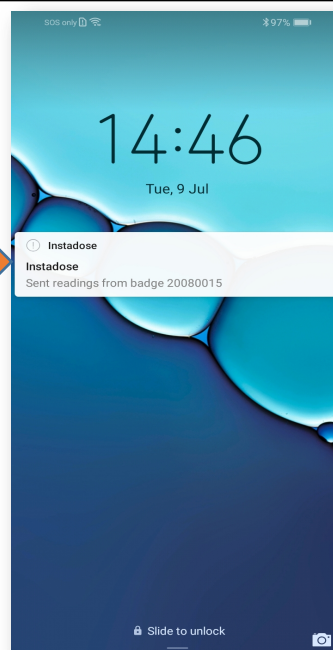 SOS only
97%
14:46
Tue, 9 Jul
Instadose
Instadose
Sent readings from badge 20080015
Slide to unlock